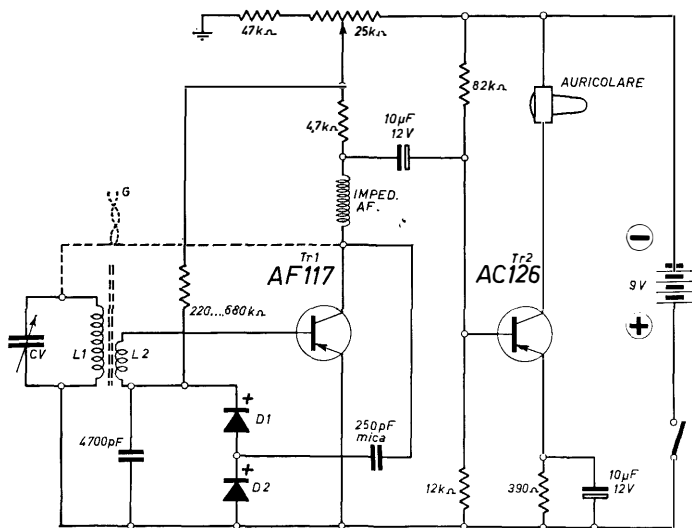 47kΩ
25kΩ
82kΩ
AURICOLARE
4,7kΩ
10µF
12V
IMPED.
AF.
G
Tr1
AF117
Tr2
AC126
−
9V
+
220....680kΩ
CV
L1
L2
+
D1
250pF
mica
4700pF
+
D2
12kΩ
390Ω
10µF
12V